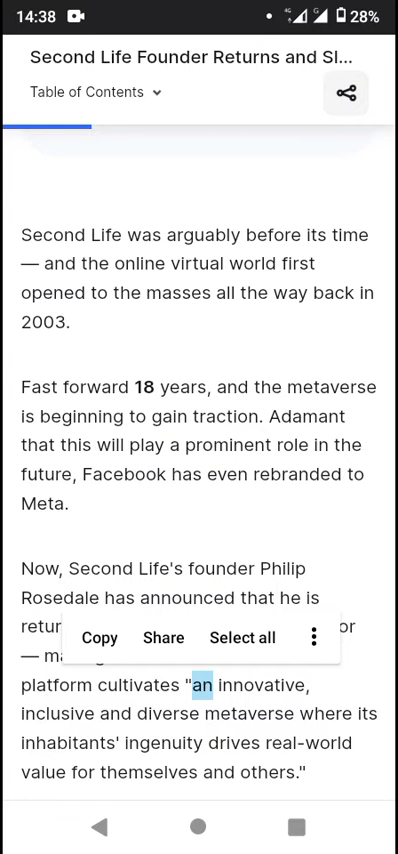 14:38
4G
G
28%
Second Life Founder Returns and Sl...
Table of Contents
Second Life was arguably before its time
— and the online virtual world first
opened to the masses all the way back in
2003.
Fast forward 18 years, and the metaverse
is beginning to gain traction. Adamant
that this will play a prominent role in the
future, Facebook has even rebranded to
Meta.
Now, Second Life's founder Philip
Rosedale has announced that he is
Copy Share Select all
platform cultivates "an innovative,
inclusive and diverse metaverse where its
inhabitants' ingenuity drives real-world
value for themselves and others."